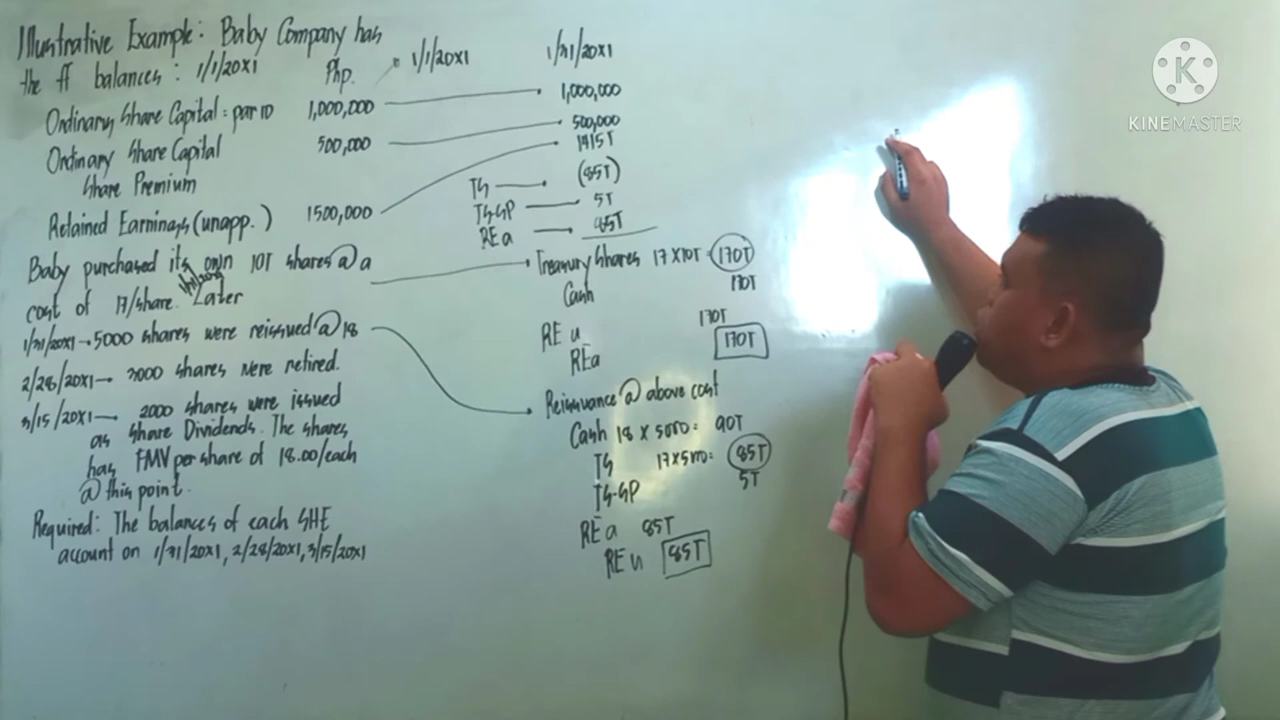 Illustrative Example: Baby Company has
the ff balances: 1/1/20x1 Php.
Ordinary Share Capital: par 10 1,000,000
Ordinary Share Capital 500,000
Share Premium
Retained Earnings (unapp.) 1500,000
Baby purchased its own 10T shares @ a
cost of 17/share. Later
1/31/20x1 → 5000 shares were reissued @ 18
2/28/20x1 — 3000 shares were retired.
3/15/20x1 — 2000 shares were issued
as share Dividends. The shares
has FMV per share of 18.00/each
@ this point.
Required: The balances of each SHE
account on 1/31/20x1, 2/28/20x1, 3/15/20x1
1/1/20x1 1/31/20x1
1,000,000
500,000
1415T
TS (85T)
TS-SP 5T
RE a 85T
Treasury Shares 17 x 10T = 170T
Cash 170T
RE u 170T
REa 170T
Reissuance @ above cost
Cash 18 x 5000 = 90T
TS 17 x 5000 = 85T
TS-SP 5T
RE a 85T
RE u 85T
KINEMASTER